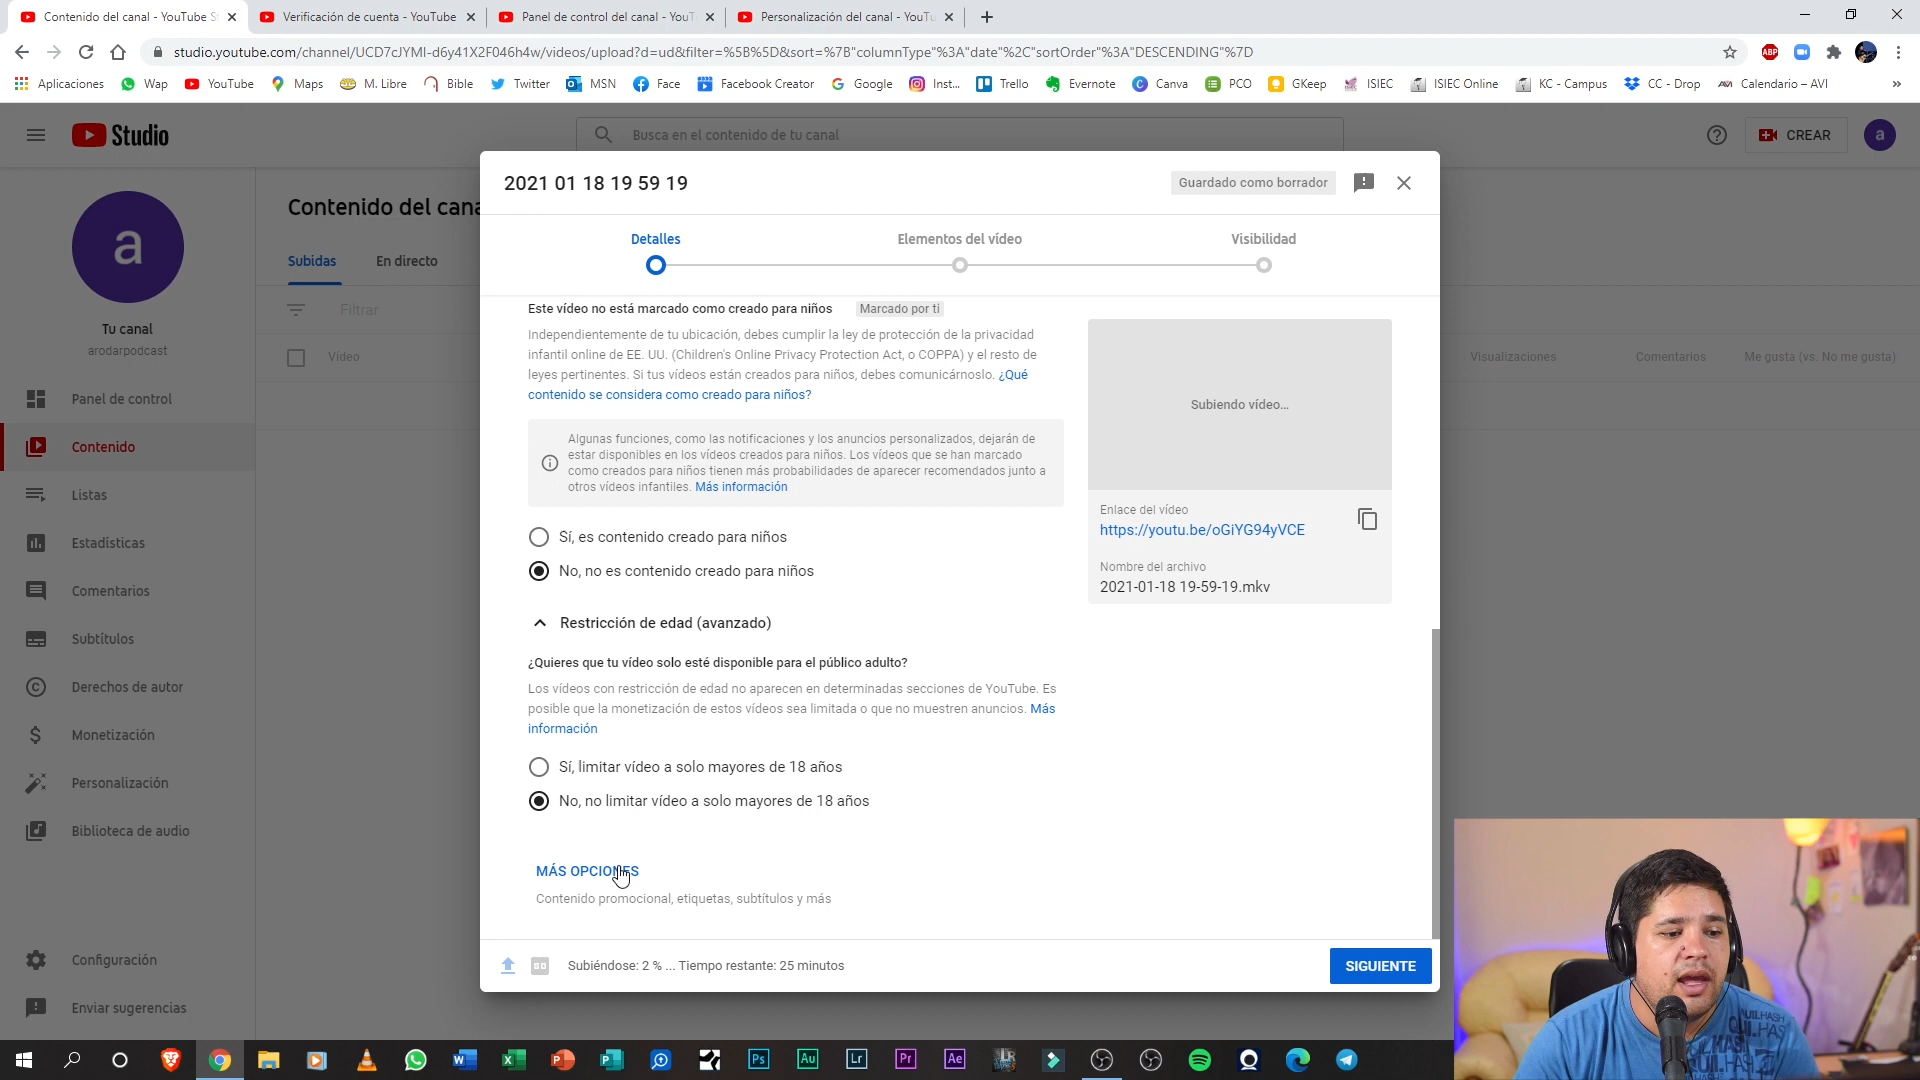 Contenido del canal - YouTube S
Verificación de cuenta - YouTube
Panel de control del canal - YouT
Personalización del canal - YouTu
studio.youtube.com/channel/UCD7cJYMI-d6y41X2F046h4w/videos/upload?d=ud&filter=%5B%5D&sort=%7B"columnType"%3A"date"%2C"sortOrder"%3A"DESCENDING"%7D
ABP
Aplicaciones
Wap
YouTube
Maps
M. Libre
Bible
Twitter
MSN
Face
Facebook Creator
Google
Inst...
Trello
Evernote
Canva
PCO
GKeep
ISIEC
ISIEC Online
KC - Campus
CC - Drop
Calendario – AVI
Studio
Busca en el contenido de tu canal
CREAR
a
a
Tu canal
arodarpodcast
Panel de control
Contenido
Listas
Estadísticas
Comentarios
Subtítulos
Derechos de autor
Monetización
Personalización
Biblioteca de audio
Configuración
Enviar sugerencias
Contenido del cana
Subidas
En directo
Filtrar
Vídeo
Visualizaciones
Comentarios
Me gusta (vs. No me gusta)
2021 01 18 19 59 19
Guardado como borrador
Detalles
Elementos del vídeo
Visibilidad
Este vídeo no está marcado como creado para niños
Marcado por ti
Independientemente de tu ubicación, debes cumplir la ley de protección de la privacidad
infantil online de EE. UU. (Children's Online Privacy Protection Act, o COPPA) y el resto de
leyes pertinentes. Si tus vídeos están creados para niños, debes comunicárnoslo. ¿Qué
contenido se considera como creado para niños?
Algunas funciones, como las notificaciones y los anuncios personalizados, dejarán de
estar disponibles en los vídeos creados para niños. Los vídeos que se han marcado
como creados para niños tienen más probabilidades de aparecer recomendados junto a
otros vídeos infantiles. Más información
Sí, es contenido creado para niños
No, no es contenido creado para niños
Restricción de edad (avanzado)
¿Quieres que tu vídeo solo esté disponible para el público adulto?
Los vídeos con restricción de edad no aparecen en determinadas secciones de YouTube. Es
posible que la monetización de estos vídeos sea limitada o que no muestren anuncios. Más
información
Sí, limitar vídeo a solo mayores de 18 años
No, no limitar vídeo a solo mayores de 18 años
MÁS OPCIONES
Contenido promocional, etiquetas, subtítulos y más
Subiendo vídeo...
Enlace del vídeo
https://youtu.be/oGiYG94yVCE
Nombre del archivo
2021-01-18 19-59-19.mkv
Subiéndose: 2 % ... Tiempo restante: 25 minutos
SIGUIENTE
Ps
Au
Lr
Pr
Ae